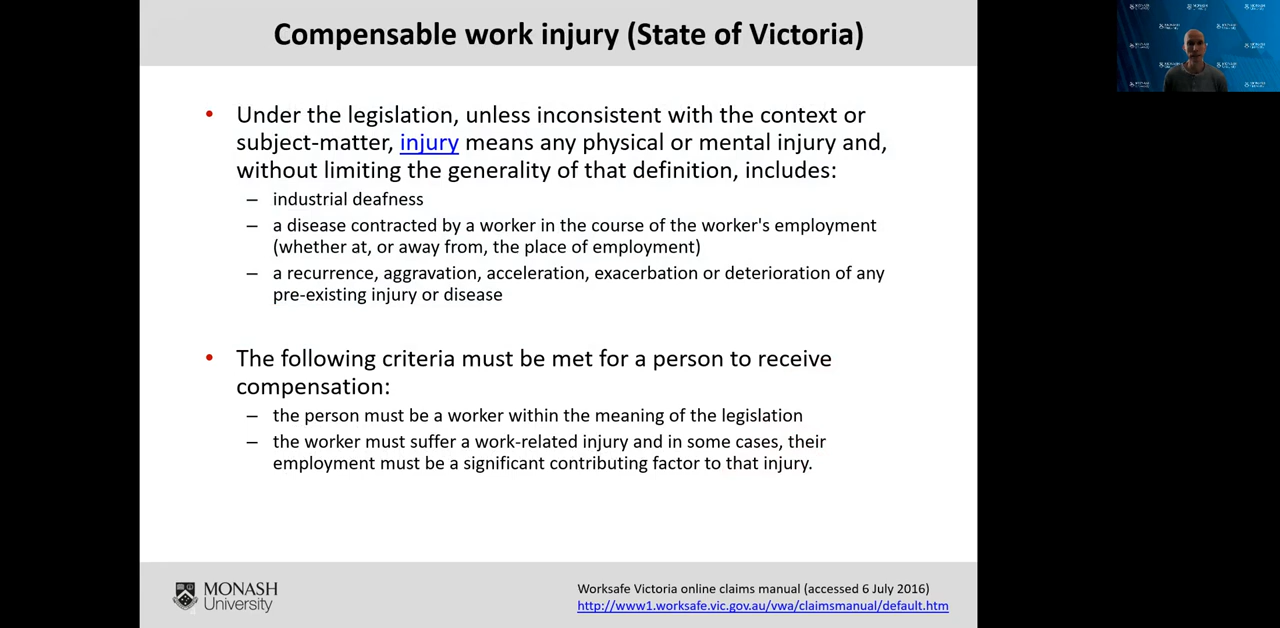 Compensable work injury (State of Victoria)
• Under the legislation, unless inconsistent with the context or
subject-matter, injury means any physical or mental injury and,
without limiting the generality of that definition, includes:
– industrial deafness
– a disease contracted by a worker in the course of the worker's employment
(whether at, or away from, the place of employment)
– a recurrence, aggravation, acceleration, exacerbation or deterioration of any
pre-existing injury or disease
• The following criteria must be met for a person to receive
compensation:
– the person must be a worker within the meaning of the legislation
– the worker must suffer a work-related injury and in some cases, their
employment must be a significant contributing factor to that injury.
MONASH
University
Worksafe Victoria online claims manual (accessed 6 July 2016)
http://www1.worksafe.vic.gov.au/vwa/claimsmanual/default.htm